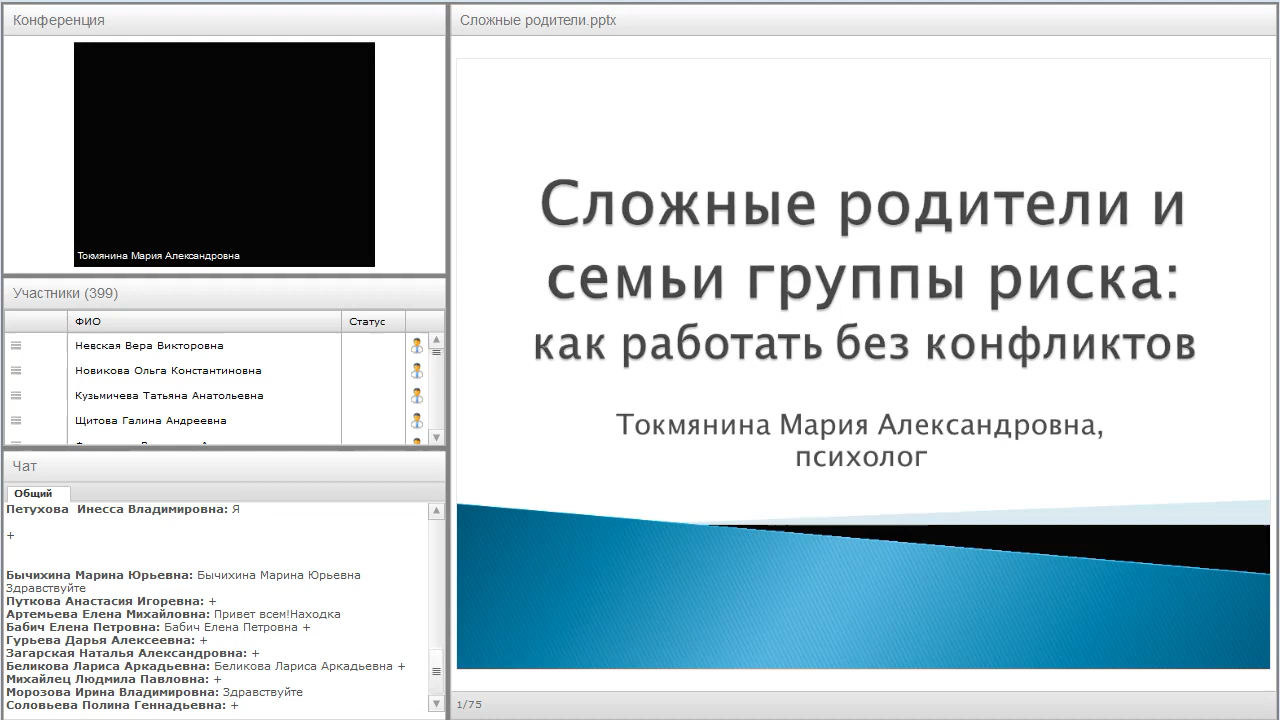 Конференция
Токмянина Мария Александровна
Участники (399)
ФИО Статус
Невская Вера Викторовна
Новикова Ольга Константиновна
Кузьмичева Татьяна Анатольевна
Щитова Галина Андреевна
Чат
Общий
Петухова Инесса Владимировна: Я
+
Бычихина Марина Юрьевна: Бычихина Марина Юрьевна
Здравствуйте
Путкова Анастасия Игоревна: +
Артемьева Елена Михайловна: Привет всем!Находка
Бабич Елена Петровна: Бабич Елена Петровна +
Гурьева Дарья Алексеевна: +
Загарская Наталья Александровна: +
Беликова Лариса Аркадьевна: Беликова Лариса Аркадьевна +
Михайлец Людмила Павловна: +
Морозова Ирина Владимировна: Здравствуйте
Соловьева Полина Геннадьевна: +
Сложные родители.pptx
Сложные родители и
семьи группы риска:
как работать без конфликтов
Токмянина Мария Александровна,
психолог
1/75